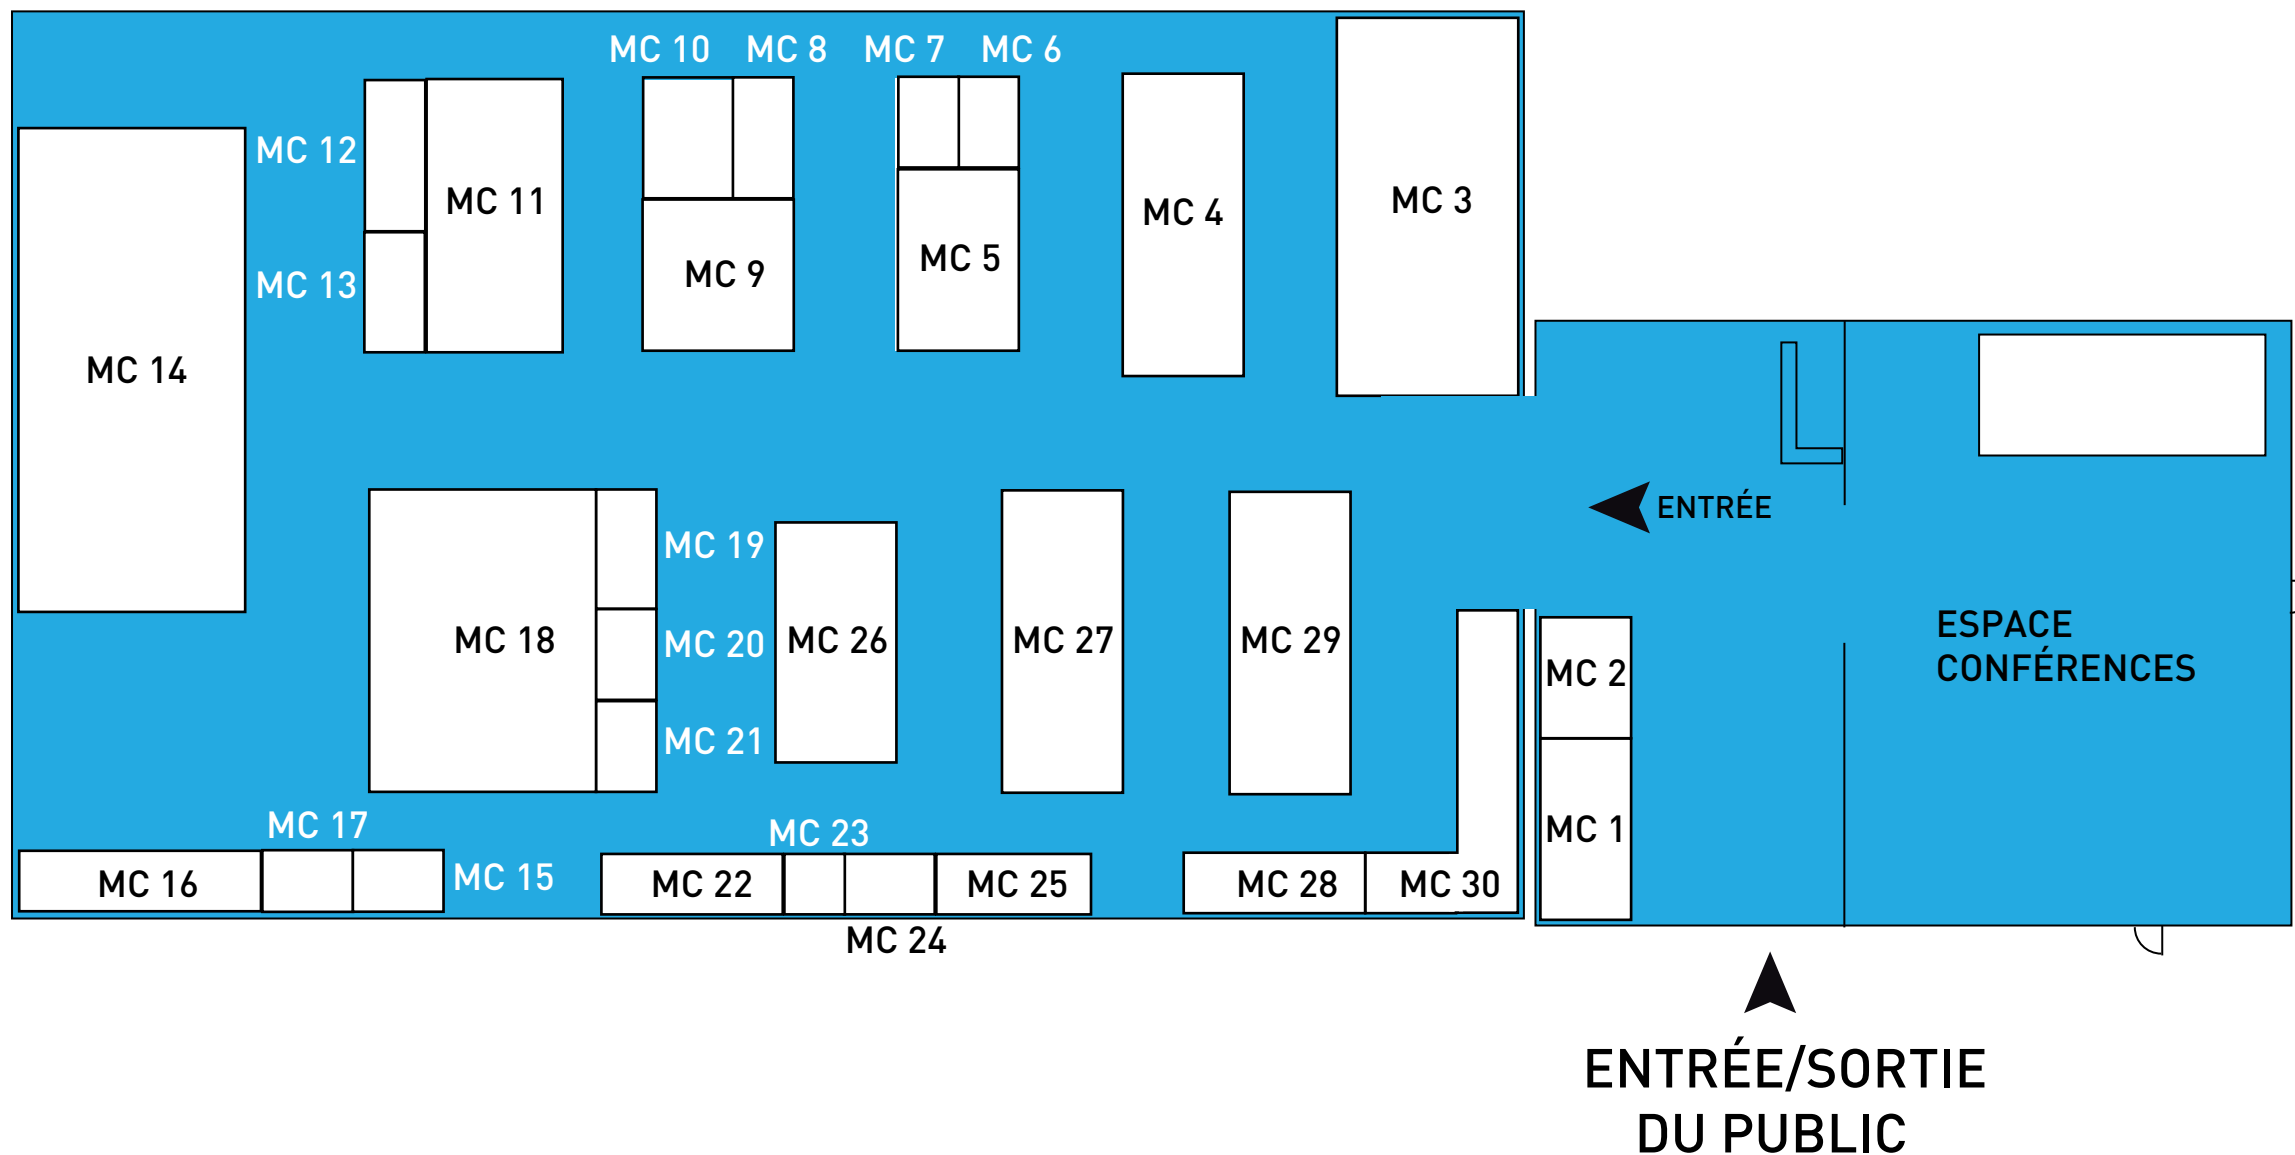 MC 10 MC 8 MC 7 MC 6
MC 12
MC 11
MC 4
MC 3
MC 13
MC 9
MC 5
MC 14
ENTRÉE
MC 19
MC 18
MC 20
MC 26
MC 27
MC 29
MC 2
ESPACE
CONFÉRENCES
MC 21
MC 17
MC 23
MC 1
MC 16
MC 15
MC 22
MC 25
MC 28
MC 30
MC 24
ENTRÉE/SORTIE
DU PUBLIC